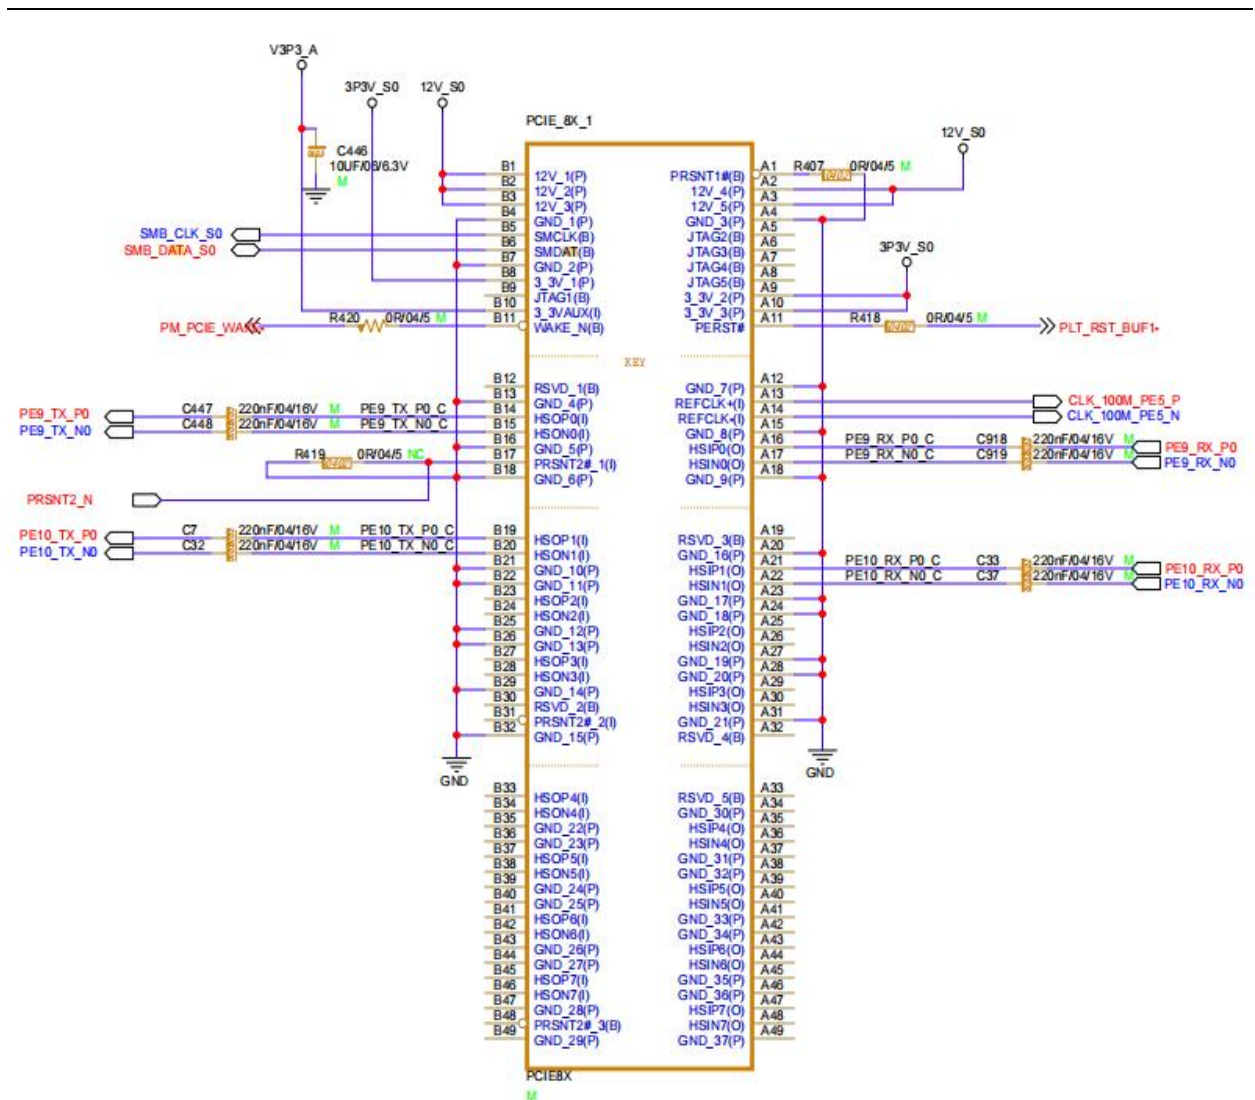 V3P3_A
3P3V_S0 12V_S0
PCIE_8X_1
12V_S0
C446
10UF/06/6.3V
M
B1 12V_1(P) PRSNT1#(B) A1 R407 0R/04/5 M
B2 12V_2(P) 12V_4(P) A2
B3 12V_3(P) 12V_5(P) A3
B4 GND_1(P) GND_3(P) A4
SMB_CLK_S0 B5 SMCLK(B) JTAG2(B) A5
SMB_DATA_S0 B6 SMDAT(B) JTAG3(B) A6
B7 GND_2(P) JTAG4(B) A7
3P3V_S0
B8 3_3V_1(P) JTAG5(B) A8
B9 JTAG1(B) 3_3V_2(P) A9
B10 3_3VAUX(I) 3_3V_3(P) A10
PM_PCIE_WAK R420 0R/04/5 M B11 WAKE_N(B) PERST# A11 R418 0R/04/5 M PLT_RST_BUF1
KEY
B12 RSVD_1(B) GND_7(P) A12
B13 GND_4(P) REFCLK+(I) A13 CLK_100M_PE5_P
PE9_TX_P0 C447 220nF/04/16V M PE9_TX_P0_C B14 HSOP0(I) REFCLK-(I) A14 CLK_100M_PE5_N
PE9_TX_N0 C448 220nF/04/16V M PE9_TX_N0_C B15 HSON0(I) GND_8(P) A15
B16 GND_5(P) HSIP0(O) A16 PE9_RX_P0_C C918 220nF/04/16V M PE9_RX_P0
R419 0R/04/5 NC B17 PRSNT2#_1(I) HSIN0(O) A17 PE9_RX_N0_C C919 220nF/04/16V M PE9_RX_N0
B18 GND_6(P) GND_9(P) A18
PRSNT2_N
PE10_TX_P0 C7 220nF/04/16V M PE10_TX_P0_C B19 HSOP1(I) RSVD_3(B) A19
PE10_TX_N0 C32 220nF/04/16V M PE10_TX_N0_C B20 HSON1(I) GND_16(P) A20
B21 GND_10(P) HSIP1(O) A21 PE10_RX_P0_C C33 220nF/04/16V M PE10_RX_P0
B22 GND_11(P) HSIN1(O) A22 PE10_RX_N0_C C37 220nF/04/16V M PE10_RX_N0
B23 HSOP2(I) GND_17(P) A23
B24 HSON2(I) GND_18(P) A24
B25 GND_12(P) HSIP2(O) A25
B26 GND_13(P) HSIN2(O) A26
B27 HSOP3(I) GND_19(P) A27
B28 HSON3(I) GND_20(P) A28
B29 GND_14(P) HSIP3(O) A29
B30 RSVD_2(B) HSIN3(O) A30
B31 PRSNT2#_2(I) GND_21(P) A31
B32 GND_15(P) RSVD_4(B) A32
GND GND
B33 HSOP4(I) RSVD_5(B) A33
B34 HSON4(I) GND_30(P) A34
B35 GND_22(P) HSIP4(O) A35
B36 GND_23(P) HSIN4(O) A36
B37 HSOP5(I) GND_31(P) A37
B38 HSON5(I) GND_32(P) A38
B39 GND_24(P) HSIP5(O) A39
B40 GND_25(P) HSIN5(O) A40
B41 HSOP6(I) GND_33(P) A41
B42 HSON6(I) GND_34(P) A42
B43 GND_26(P) HSIP6(O) A43
B44 GND_27(P) HSIN6(O) A44
B45 HSOP7(I) GND_35(P) A45
B46 HSON7(I) GND_36(P) A46
B47 GND_28(P) HSIP7(O) A47
B48 PRSNT2#_3(B) HSIN7(O) A48
B49 GND_29(P) GND_37(P) A49
PCIE8X
M